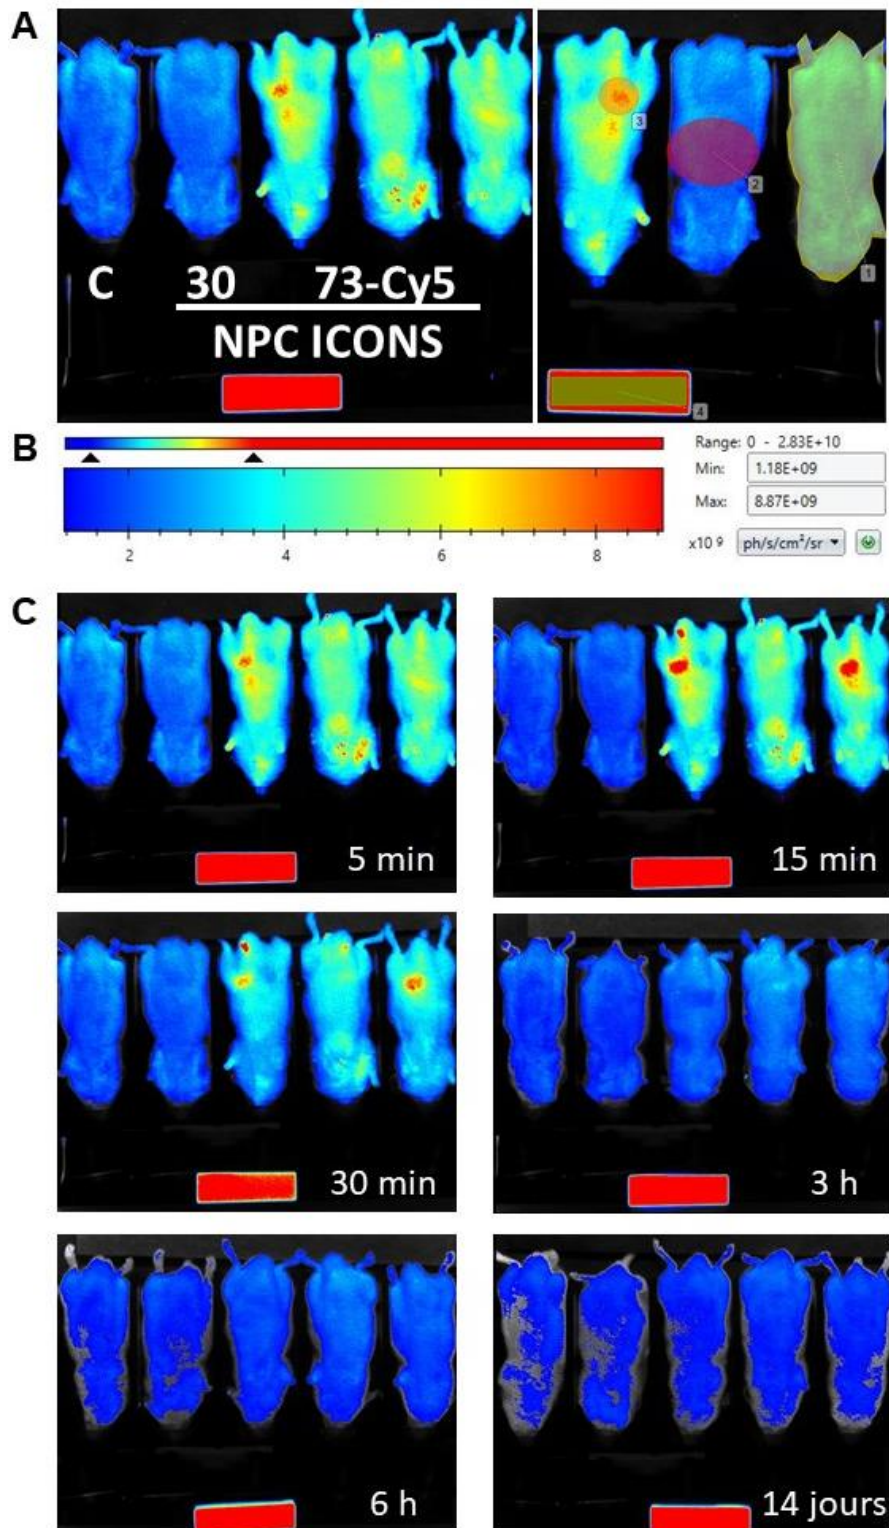 A
C 30 73-Cy5
NPC ICONS
3
2
1
4
B
Range: 0 - 2.83E+10
Min: 1.18E+09
Max: 8.87E+09
2 4 6 8
x10 9 ph/s/cm²/sr
C
5 min
15 min
30 min
3 h
6 h
14 jours